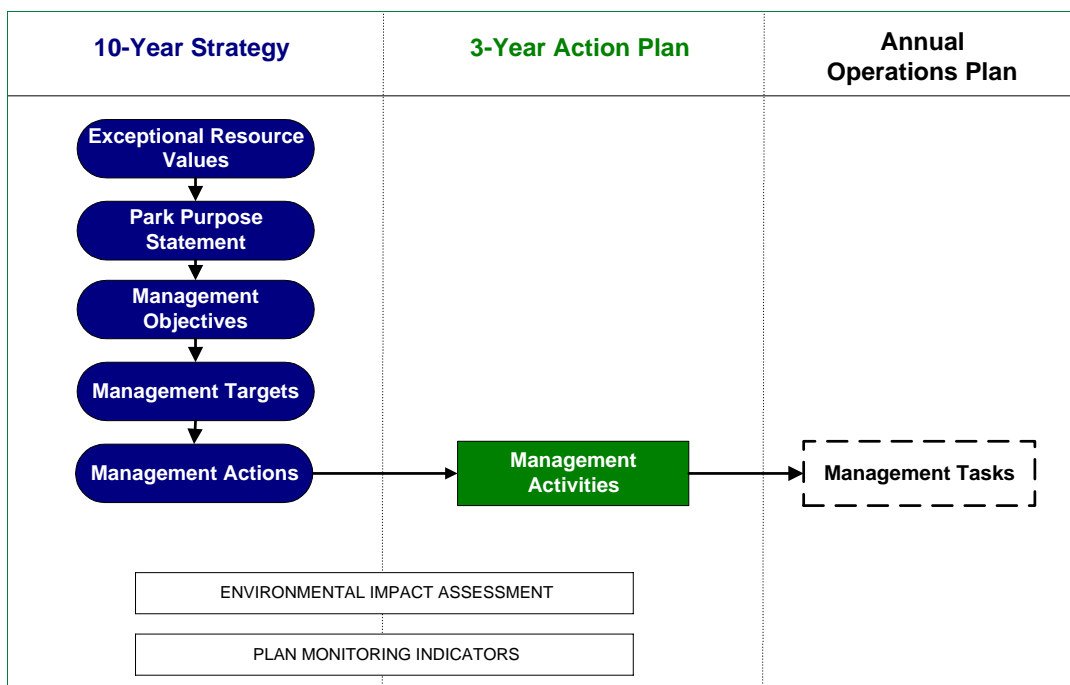 10-Year Strategy
3-Year Action Plan
Annual
Operations Plan
Exceptional Resource
Values
Park Purpose
Statement
Management
Objectives
Management Targets
Management Actions
Management
Activities
Management Tasks
ENVIRONMENTAL IMPACT ASSESSMENT
PLAN MONITORING INDICATORS